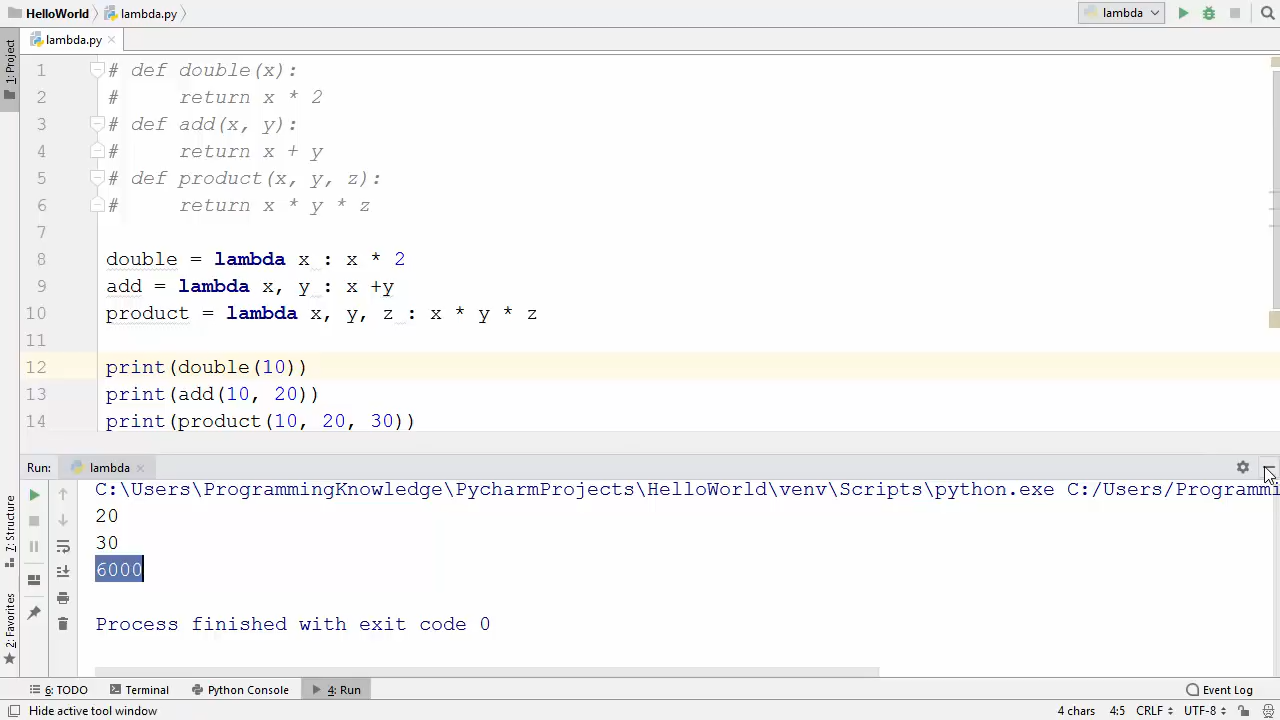 HelloWorld lambda.py lambda
lambda.py
1: Project
1 # def double(x):
2 #     return x * 2
3 # def add(x, y):
4 #     return x + y
5 # def product(x, y, z):
6 #     return x * y * z
7
8 double = lambda x : x * 2
9 add = lambda x, y : x +y
10 product = lambda x, y, z : x * y * z
11
12 print(double(10))
13 print(add(10, 20))
14 print(product(10, 20, 30))
Run: lambda
C:\Users\ProgrammingKnowledge\PycharmProjects\HelloWorld\venv\Scripts\python.exe C:/Users/Programmi
20
30
6000
Process finished with exit code 0
7: Structure
2: Favorites
6: TODO Terminal Python Console 4: Run Event Log
Hide active tool window 4 chars 4:5 CRLF UTF-8